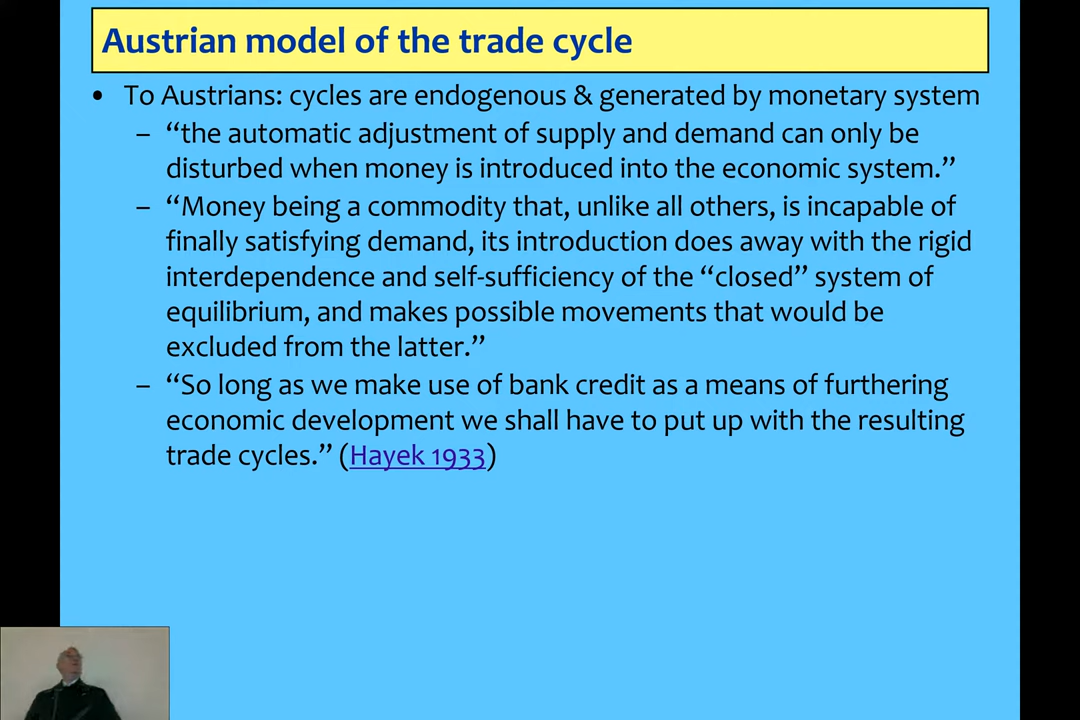 Austrian model of the trade cycle
• To Austrians: cycles are endogenous & generated by monetary system
– “the automatic adjustment of supply and demand can only be
disturbed when money is introduced into the economic system.”
– “Money being a commodity that, unlike all others, is incapable of
finally satisfying demand, its introduction does away with the rigid
interdependence and self-sufficiency of the “closed” system of
equilibrium, and makes possible movements that would be
excluded from the latter.”
– “So long as we make use of bank credit as a means of furthering
economic development we shall have to put up with the resulting
trade cycles.” (Hayek 1933)